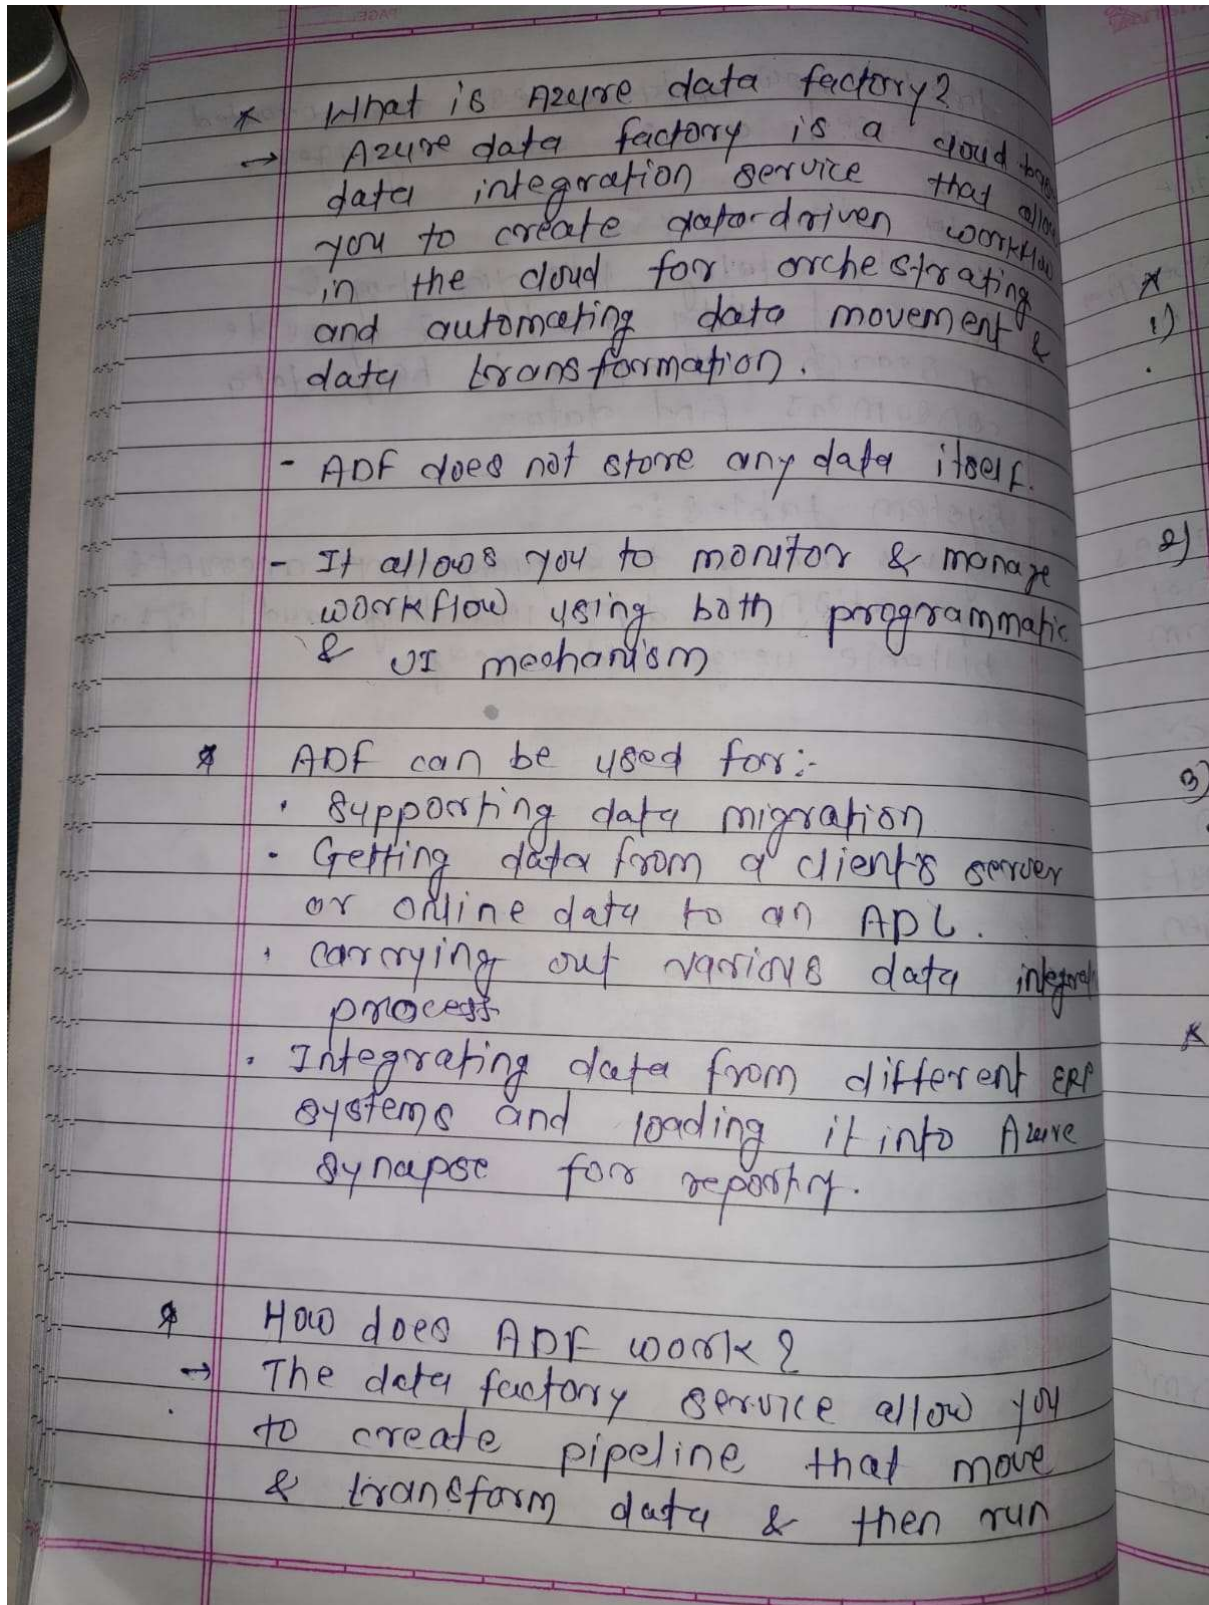 * What is Azure data factory?
→ Azure data factory is a cloud
data integration service that
you to create data-driven
in the cloud for orchestrating
and automating data movement &
data transformation.
- ADF does not store any data itself.
- It allows you to monitor & manage
workflow using both programmatic
& UI mechanism
* ADF can be used for:-
• Supporting data migration
• Getting data from a client's server
or online data to an ADL.
• carrying out various data
process
• Integrating data from different ERP
systems and loading it into Azure
synapse for reporting.
* How does ADF work?
→ The data factory service allow you
to create pipeline that move
& transform data & then run
*
1)
2)
3)
*